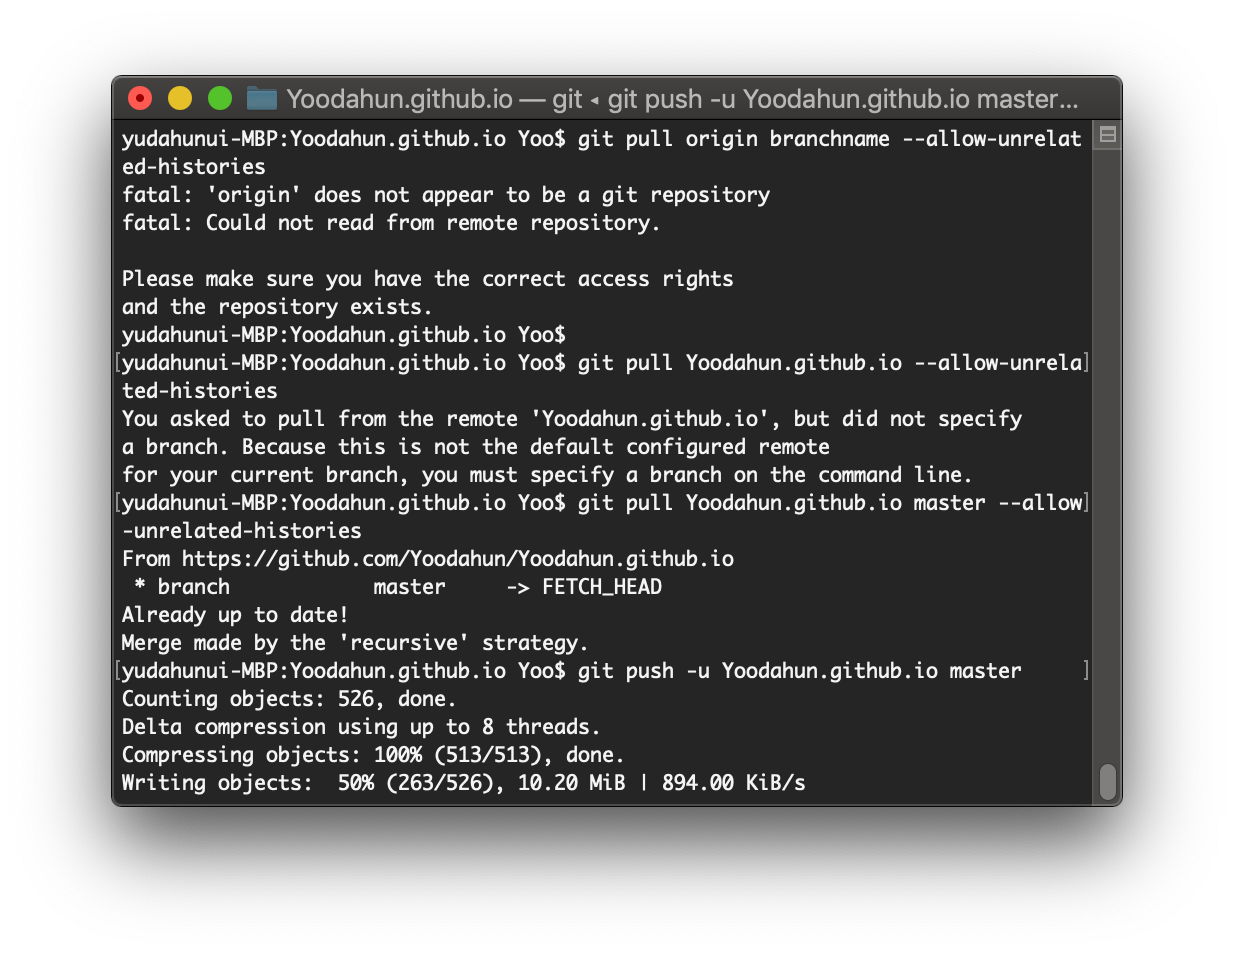 Yoodahun.github.io — git ◂ git push -u Yoodahun.github.io master...
yudahunui-MBP:Yoodahun.github.io Yoo$ git pull origin branchname --allow-unrelat
ed-histories
fatal: 'origin' does not appear to be a git repository
fatal: Could not read from remote repository.

Please make sure you have the correct access rights
and the repository exists.
yudahunui-MBP:Yoodahun.github.io Yoo$
[yudahunui-MBP:Yoodahun.github.io Yoo$ git pull Yoodahun.github.io --allow-unrela]
ted-histories
You asked to pull from the remote 'Yoodahun.github.io', but did not specify
a branch. Because this is not the default configured remote
for your current branch, you must specify a branch on the command line.
[yudahunui-MBP:Yoodahun.github.io Yoo$ git pull Yoodahun.github.io master --allow]
-unrelated-histories
From https://github.com/Yoodahun/Yoodahun.github.io
 * branch            master     -> FETCH_HEAD
Already up to date!
Merge made by the 'recursive' strategy.
[yudahunui-MBP:Yoodahun.github.io Yoo$ git push -u Yoodahun.github.io master     ]
Counting objects: 526, done.
Delta compression using up to 8 threads.
Compressing objects: 100% (513/513), done.
Writing objects:  50% (263/526), 10.20 MiB | 894.00 KiB/s